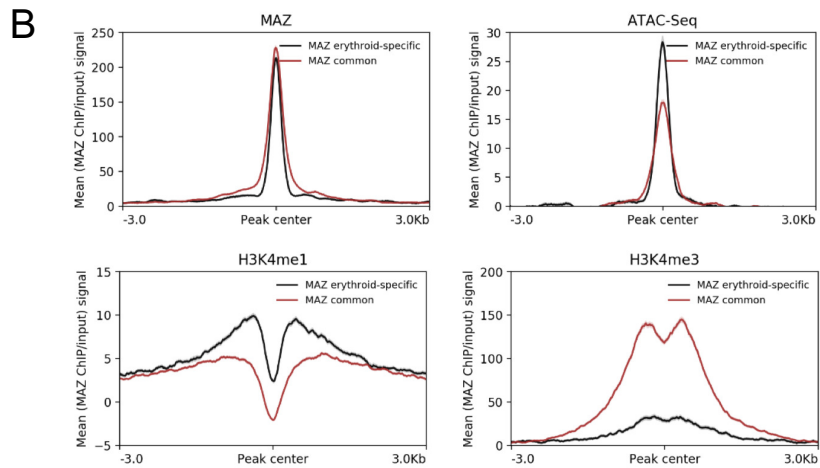 B
MAZ
Mean (MAZ ChIP/input) signal
250
200
150
100
50
0
MAZ erythroid-specific
MAZ common
-3.0
Peak center
3.0Kb
ATAC-Seq
Mean (MAZ ChIP/input) signal
30
25
20
15
10
5
0
MAZ erythroid-specific
MAZ common
-3.0
Peak center
3.0Kb
H3K4me1
Mean (MAZ ChIP/input) signal
15
10
5
0
−5
MAZ erythroid-specific
MAZ common
-3.0
Peak center
3.0Kb
H3K4me3
Mean (MAZ ChIP/input) signal
200
150
100
50
0
MAZ erythroid-specific
MAZ common
-3.0
Peak center
3.0Kb